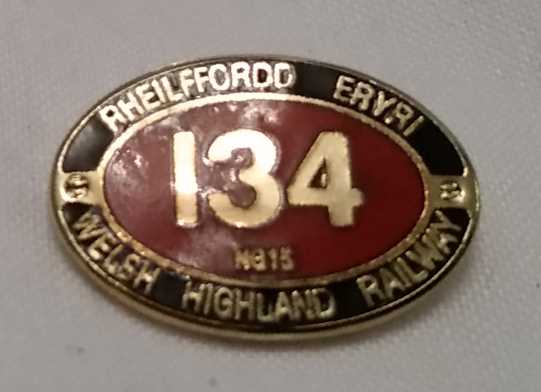 RHEILFFORDD ERYRI
134
NG15
WELSH HIGHLAND RAILWAY